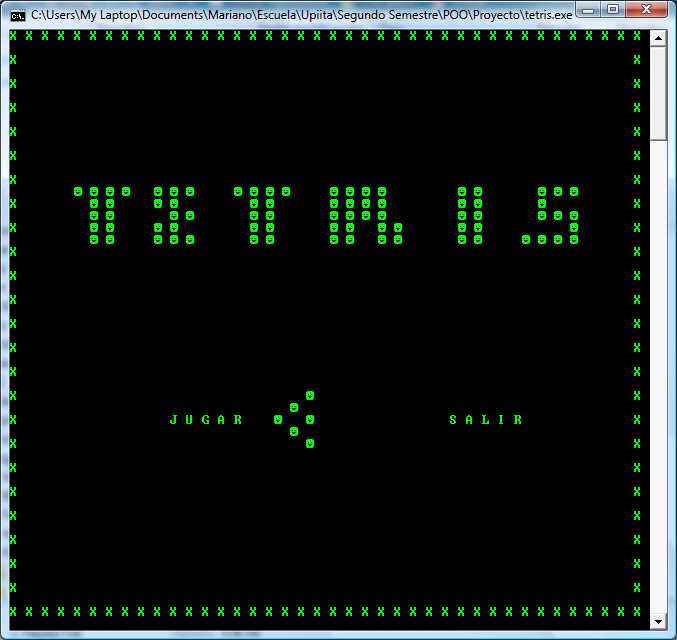 C:\Users\My Laptop\Documents\Mariano\Escuela\Upiita\Segundo Semestre\POO\Proyecto\tetris.exe
TETRIS
JUGAR SALIR